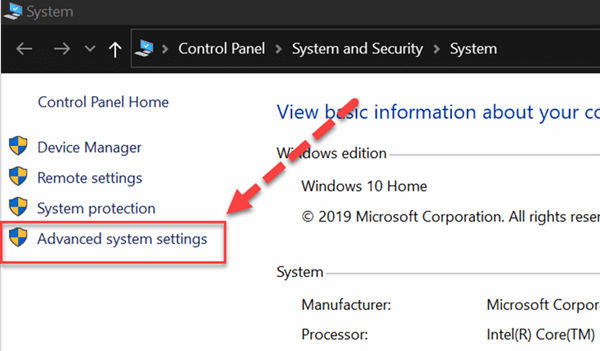 System
Control Panel > System and Security > System
Control Panel Home
Device Manager
Remote settings
System protection
Advanced system settings
View basic information about your co
Windows edition
Windows 10 Home
© 2019 Microsoft Corporation. All rights rese
System
Manufacturer: Microsoft Corpor
Processor: Intel(R) Core(TM)